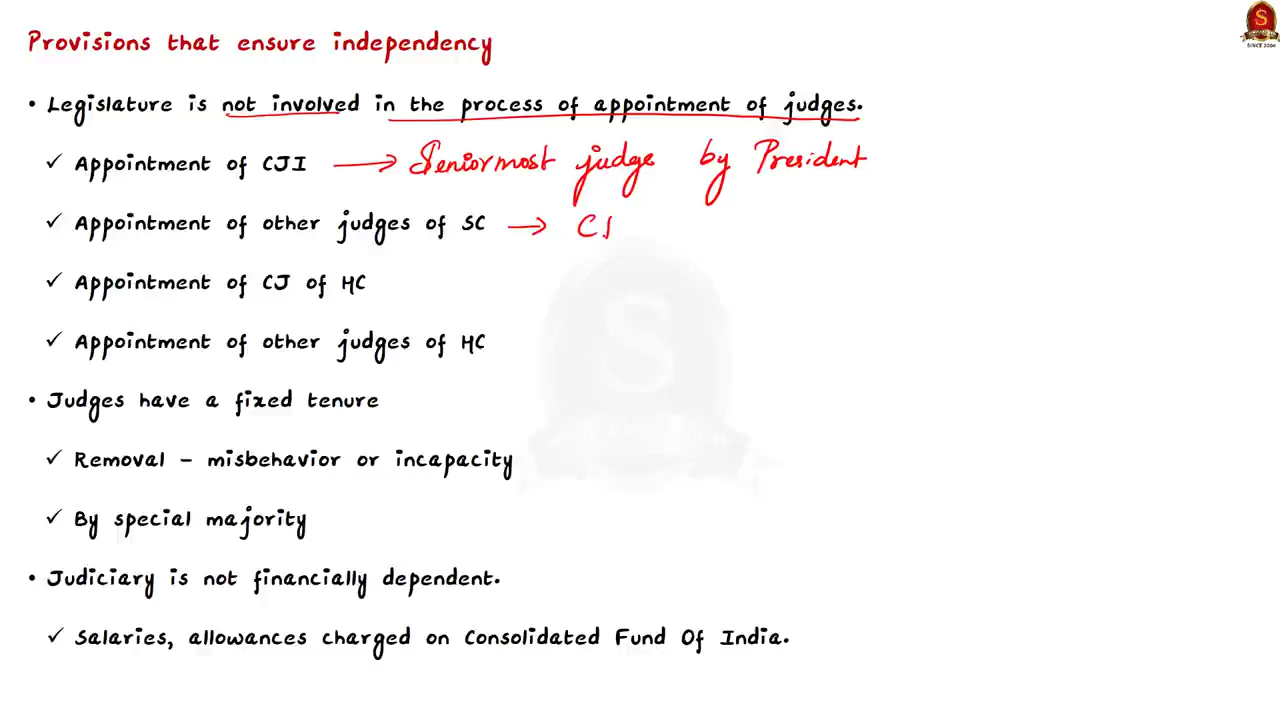 S
SINCE 2004
Provisions that ensure independency
• Legislature is not involved in the process of appointment of judges.
✓ Appointment of CJI → Seniormost judge by President
✓ Appointment of other judges of SC → CJ
✓ Appointment of CJ of HC
✓ Appointment of other judges of HC
• Judges have a fixed tenure
✓ Removal - misbehavior or incapacity
✓ By special majority
• Judiciary is not financially dependent.
✓ Salaries, allowances charged on Consolidated Fund Of India.